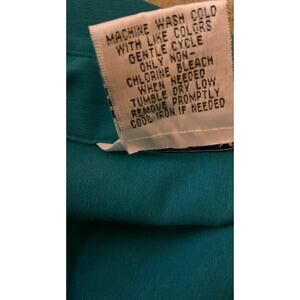 MACHINE WASH COLD
WITH LIKE COLORS
GENTLE CYCLE
ONLY NON-
CHLORINE BLEACH
WHEN NEEDED
TUMBLE DRY LOW
REMOVE PROMPTLY
COOL IRON IF NEEDED